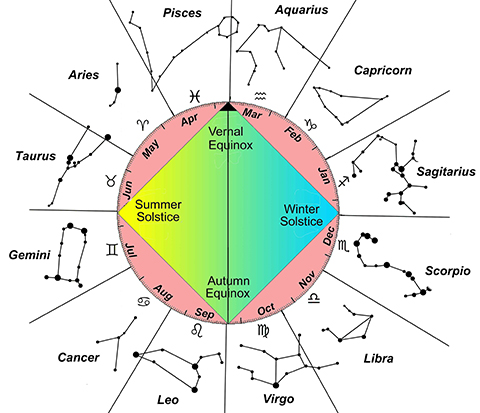 Pisces
Aquarius
Aries
Capricorn
Taurus
Sagitarius
Gemini
Scorpio
Cancer
Libra
Leo
Virgo
♓
♒
♈
♑
♉
♐
♊
♏
♋
♎
♌
♍
Apr
Mar
May
Feb
Jun
Jan
Jul
Dec
Aug
Nov
Sep
Oct
Vernal
Equinox
Summer
Solstice
Winter
Solstice
Autumn
Equinox